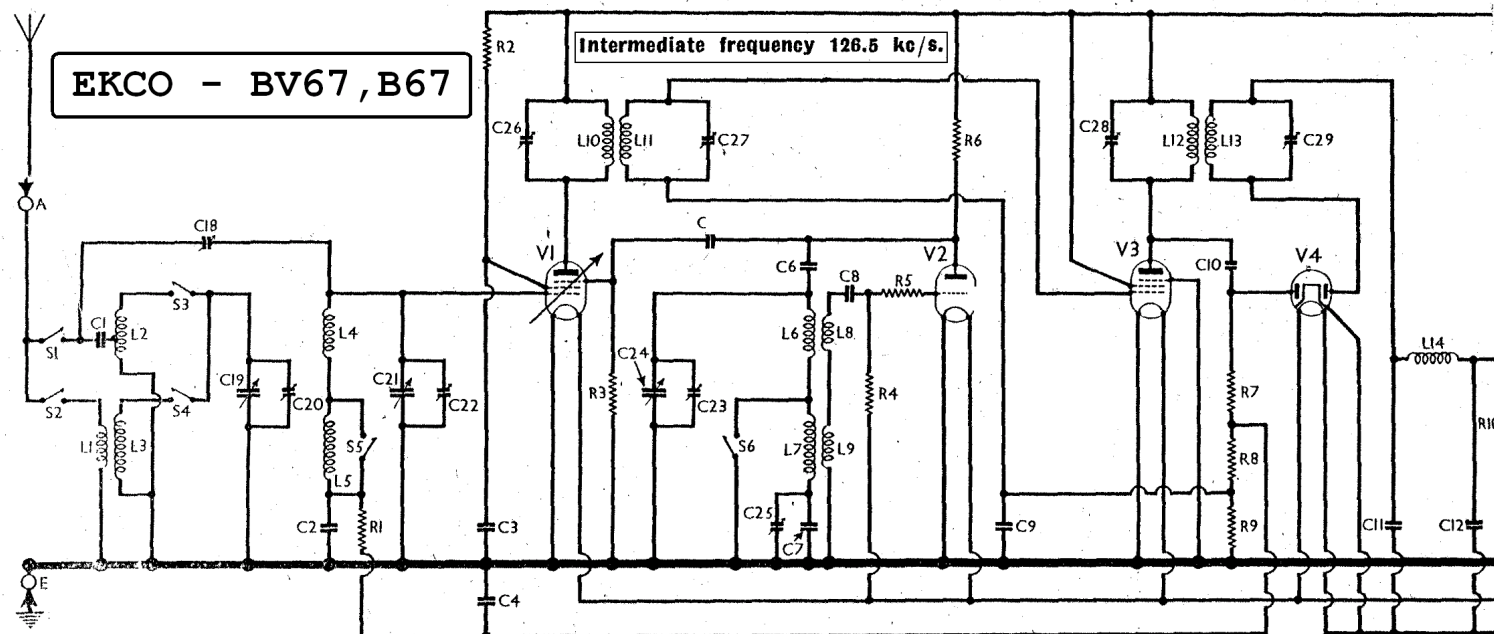 EKCO - BV67,B67
Intermediate frequency 126.5 kc/s.
R2
C26
L10
L11
C27
R6
C28
L12
L13
C29
A
C18
V1
C
C6
C8
R5
V2
V3
C10
V4
S3
C1
L2
S1
L4
L6
L8
L14
C19
C20
C21
C22
R3
C24
C23
R4
R7
S2
S4
L1
L3
S5
L5
S6
L7
L9
R8
R10
C2
R1
C3
C25
C7
C9
R9
C11
C12
E
C4